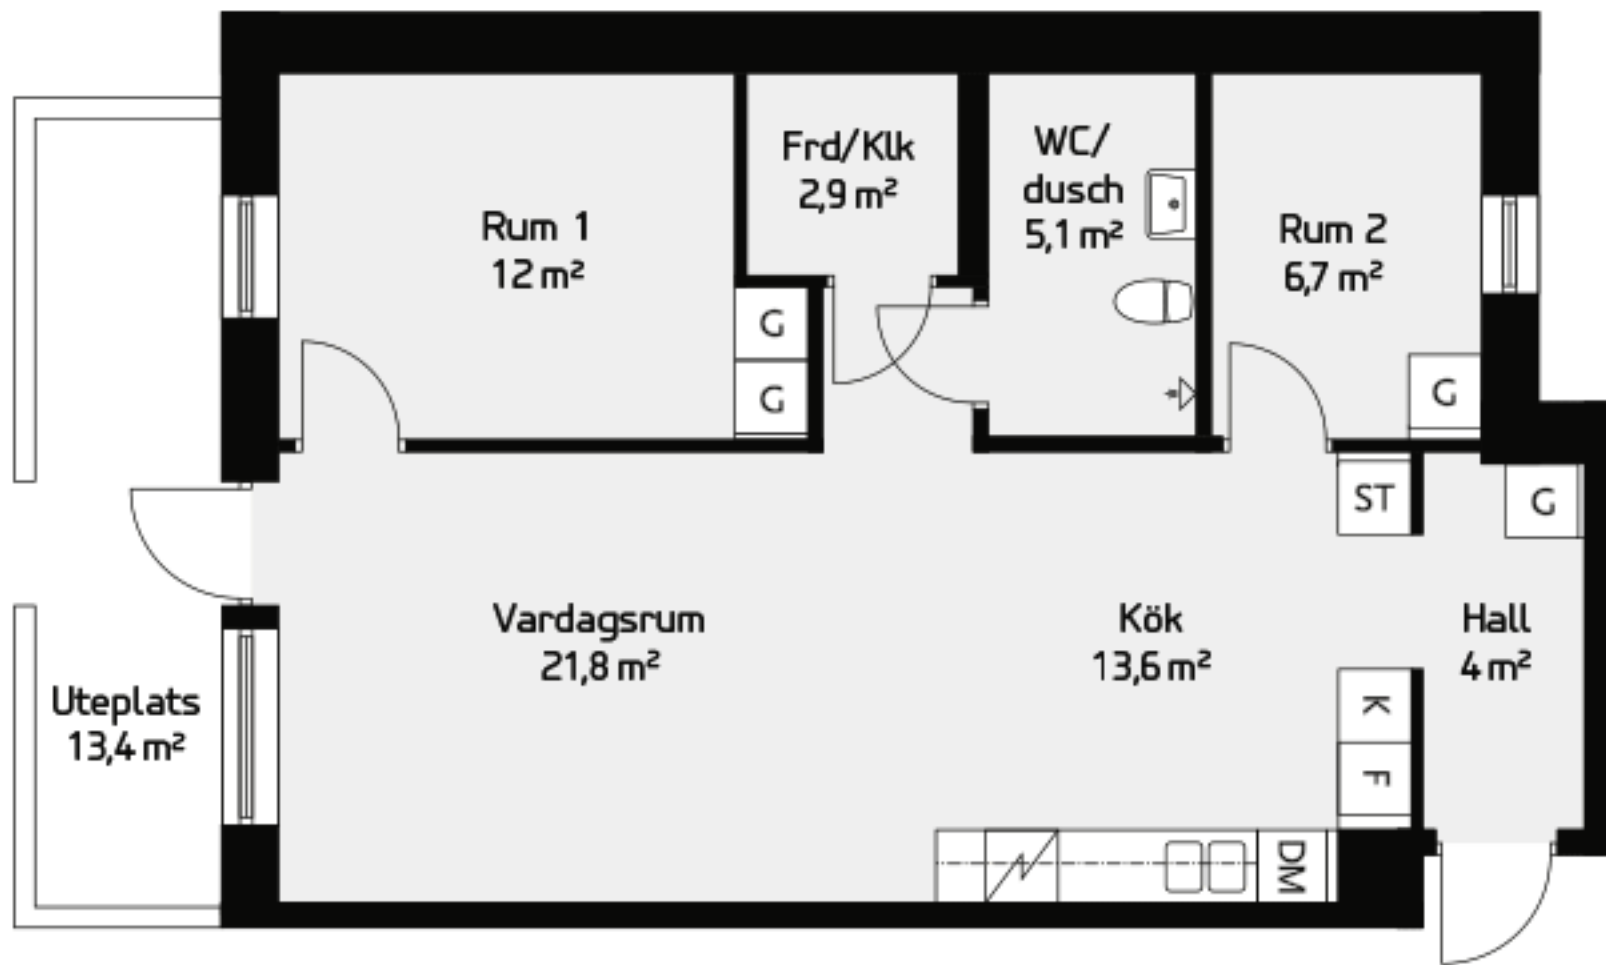 Rum 1
12 m²
Frd/Klk
2,9 m²
WC/
dusch
5,1 m²
Rum 2
6,7 m²
G
G
G
ST
G
Vardagsrum
21,8 m²
Kök
13,6 m²
Hall
4 m²
Uteplats
13,4 m²
K
F
DM